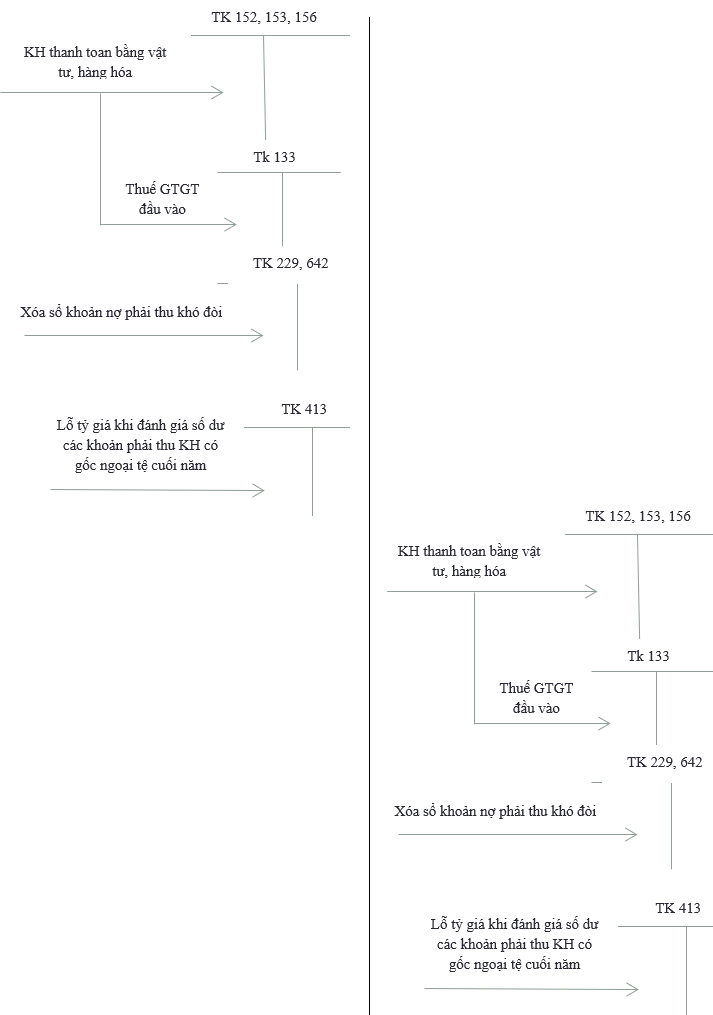 TK 152, 153, 156
KH thanh toan bằng vật
tư, hàng hóa
Tk 133
Thuế GTGT
đầu vào
TK 229, 642
Xóa sổ khoản nợ phải thu khó đòi
TK 413
Lỗ tỷ giá khi đánh giá số dư
các khoản phải thu KH có
gốc ngoại tệ cuối năm
TK 152, 153, 156
KH thanh toan bằng vật
tư, hàng hóa
Tk 133
Thuế GTGT
đầu vào
TK 229, 642
Xóa sổ khoản nợ phải thu khó đòi
TK 413
Lỗ tỷ giá khi đánh giá số dư
các khoản phải thu KH có
gốc ngoại tệ cuối năm